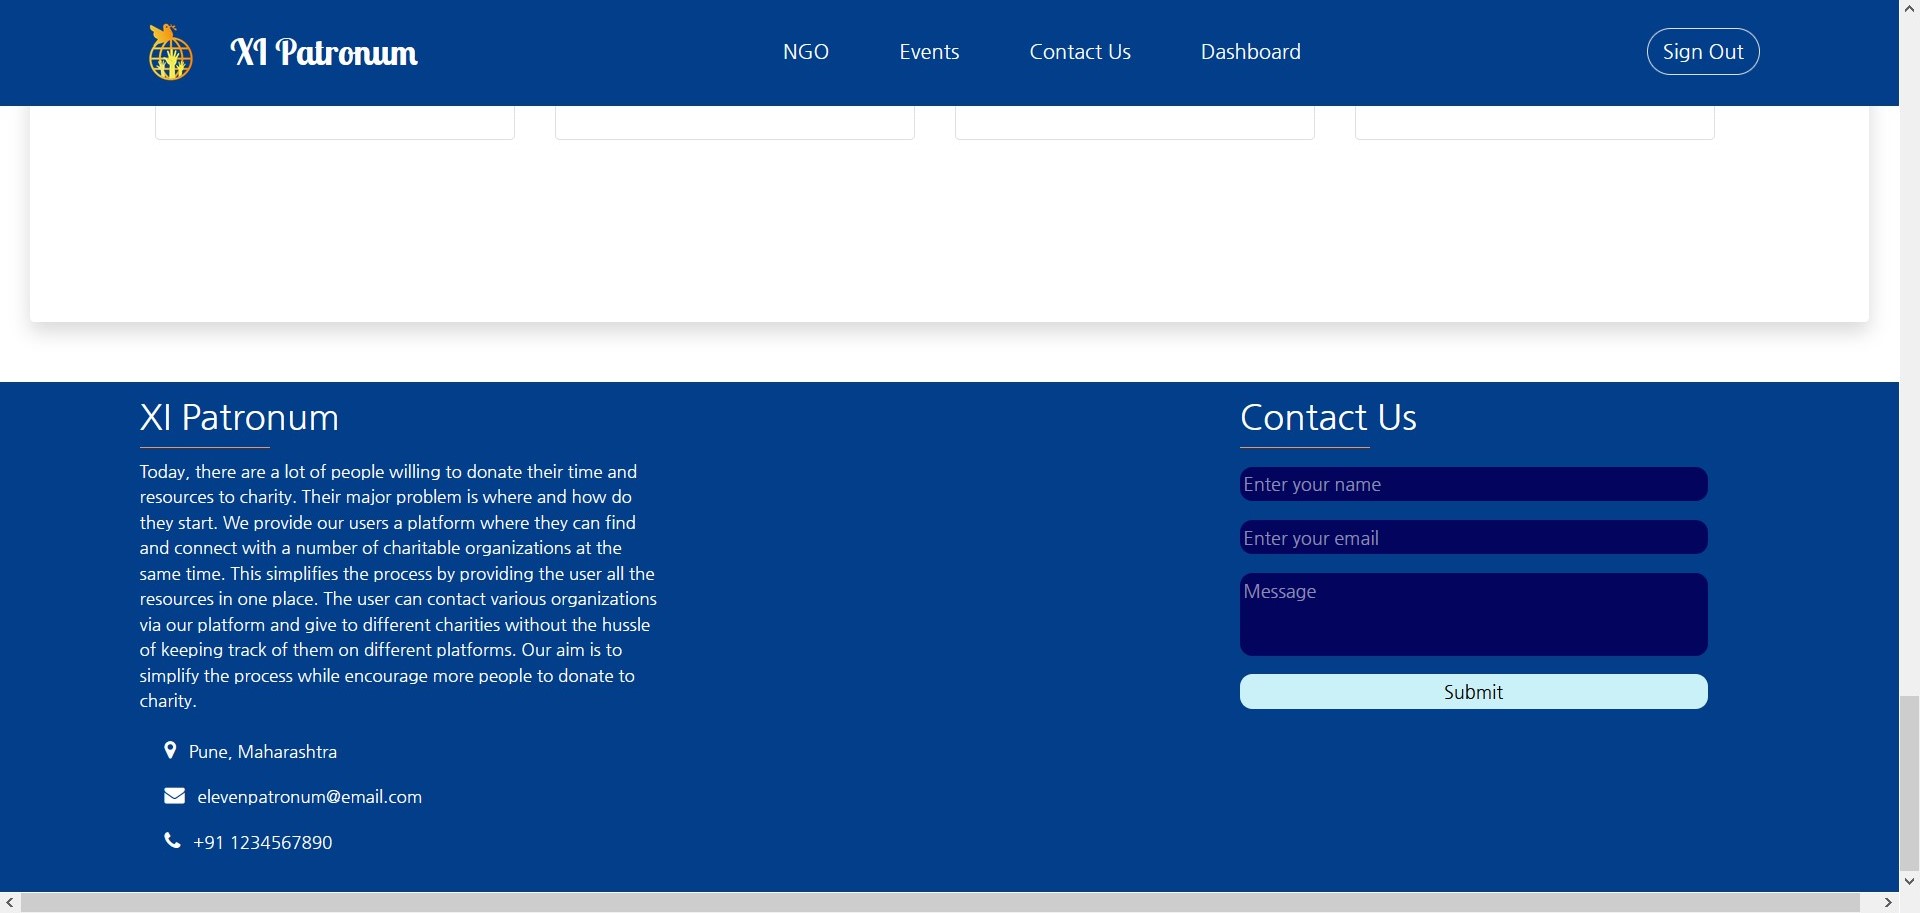 XI Patronum
NGO
Events
Contact Us
Dashboard
Sign Out
XI Patronum
Today, there are a lot of people willing to donate their time and
resources to charity. Their major problem is where and how do
they start. We provide our users a platform where they can find
and connect with a number of charitable organizations at the
same time. This simplifies the process by providing the user all the
resources in one place. The user can contact various organizations
via our platform and give to different charities without the hussle
of keeping track of them on different platforms. Our aim is to
simplify the process while encourage more people to donate to
charity.
Pune, Maharashtra
elevenpatronum@email.com
+91 1234567890
Contact Us
Enter your name
Enter your email
Message
Submit